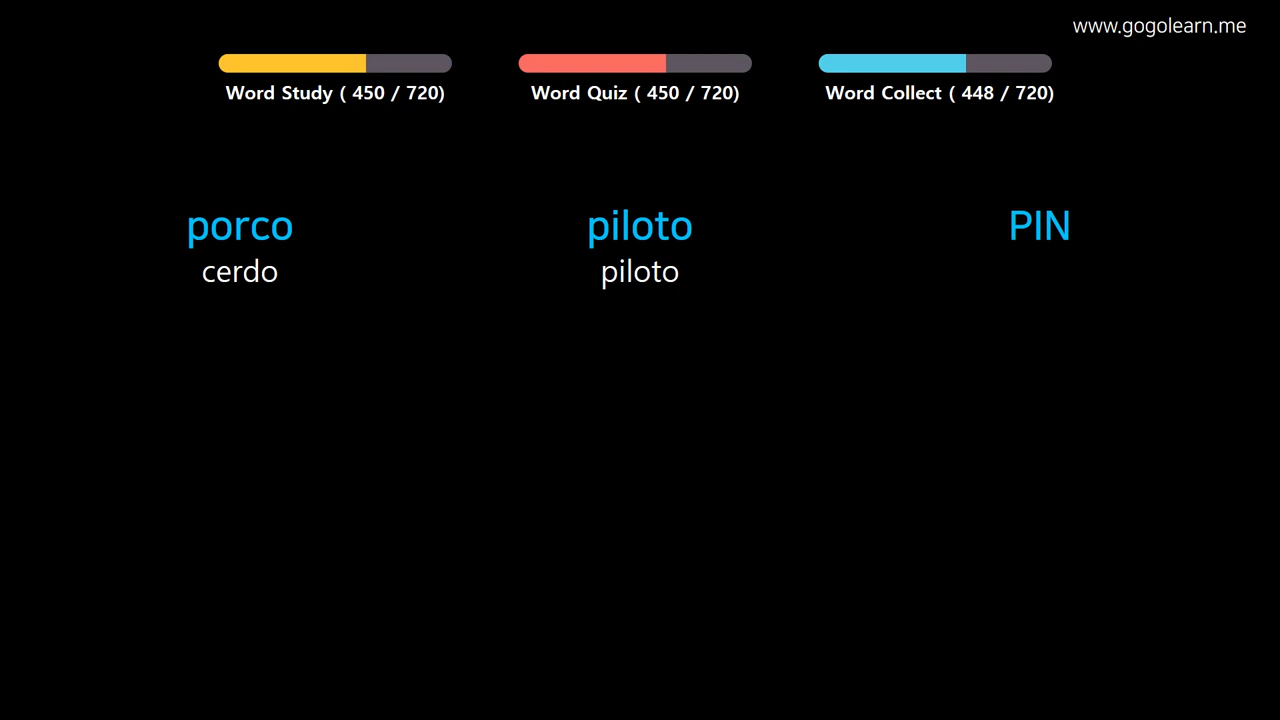 www.gogolearn.me
Word Study ( 450 / 720)
Word Quiz ( 450 / 720)
Word Collect ( 448 / 720)
porco
cerdo
piloto
piloto
PIN